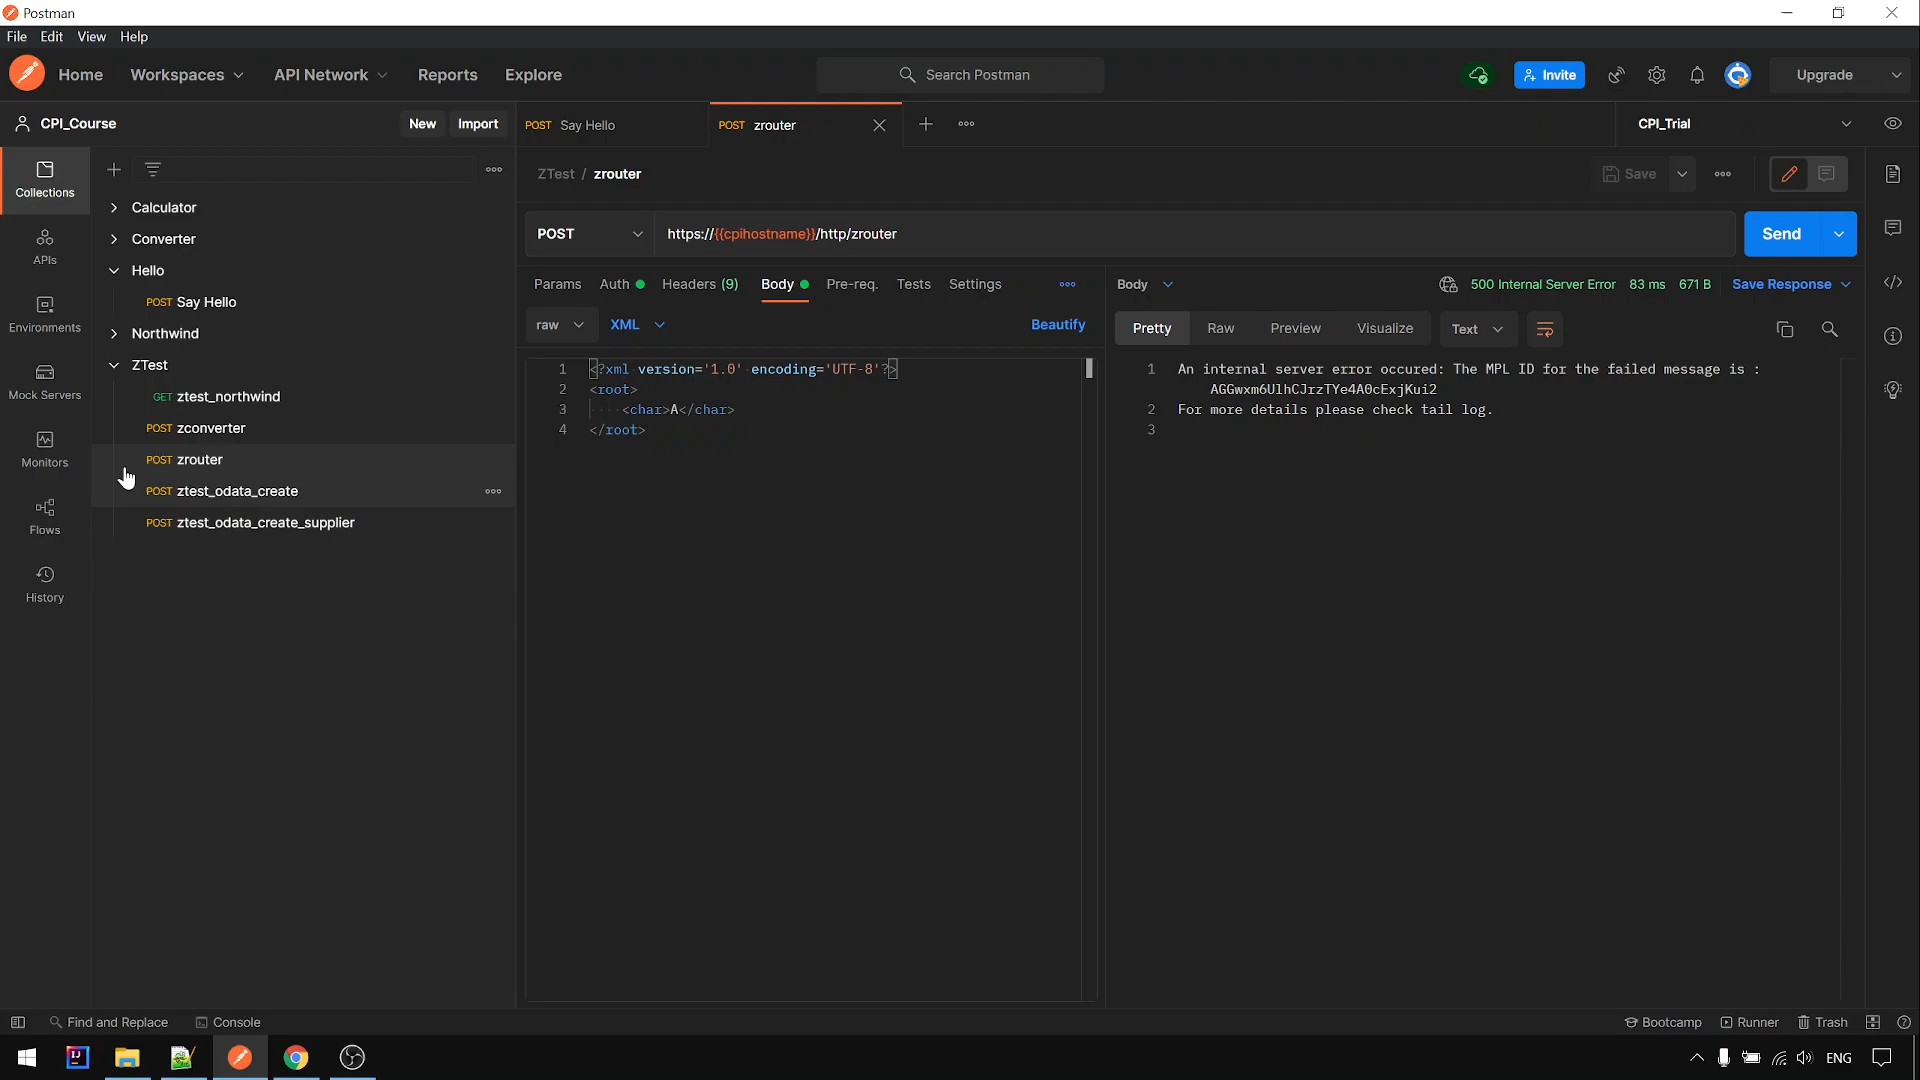 Postman
File Edit View Help
Home Workspaces API Network Reports Explore Search Postman Invite Upgrade
CPI_Course New Import POST Say Hello POST zrouter CPI_Trial
Collections
APIs
Environments
Mock Servers
Monitors
Flows
History
Calculator
Converter
Hello
POST Say Hello
Northwind
ZTest
GET ztest_northwind
POST zconverter
POST zrouter
POST ztest_odata_create
POST ztest_odata_create_supplier
ZTest / zrouter Save
POST https://{{cpihostname}}/http/zrouter Send
Params Auth Headers (9) Body Pre-req. Tests Settings
raw XML Beautify
1 <?xml version='1.0' encoding='UTF-8'?>
2 <root>
3 <char>A</char>
4 </root>
Body 500 Internal Server Error 83 ms 671 B Save Response
Pretty Raw Preview Visualize Text
1 An internal server error occured: The MPL ID for the failed message is :
AGGwxm6UlhCJrzTYe4A0cExjKui2
2 For more details please check tail log.
3
Find and Replace Console Bootcamp Runner Trash
ENG